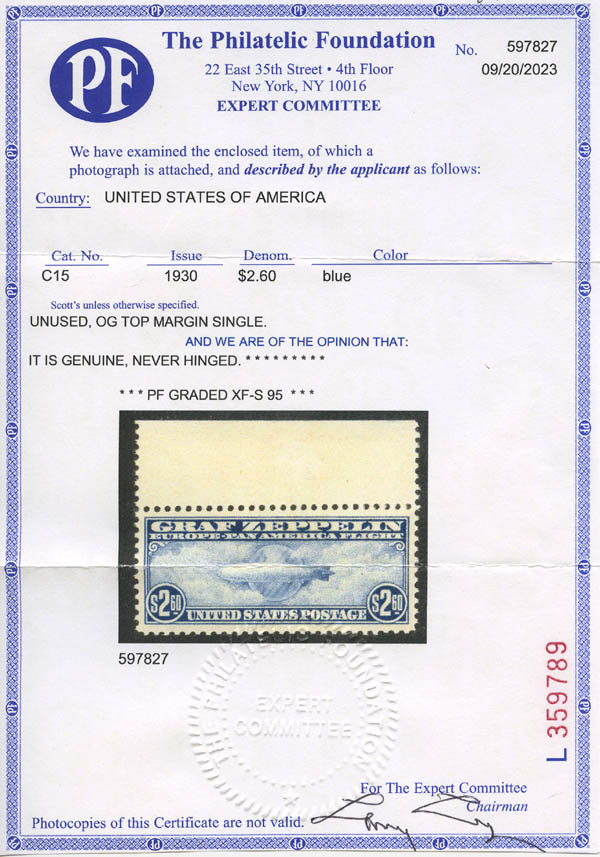 PF
The Philatelic Foundation
No. 597827
22 East 35th Street • 4th Floor
09/20/2023
New York, NY 10016
EXPERT COMMITTEE
We have examined the enclosed item, of which a
photograph is attached, and described by the applicant as follows:
Country: UNITED STATES OF AMERICA
Cat. No. Issue Denom. Color
C15 1930 $2.60 blue
Scott's unless otherwise specified.
UNUSED, OG TOP MARGIN SINGLE.
AND WE ARE OF THE OPINION THAT:
IT IS GENUINE, NEVER HINGED. * * * * * * * * *
* * * PF GRADED XF-S 95 * * *
GRAF ZEPPELIN
EUROPE-PAN AMERICA FLIGHT
$2.60 UNITED STATES POSTAGE $2.60
597827
THE PHILATELIC FOUNDATION
EXPERT
COMMITTEE
NEW YORK
L 359789
For The Expert Committee
Chairman
Photocopies of this Certificate are not valid.